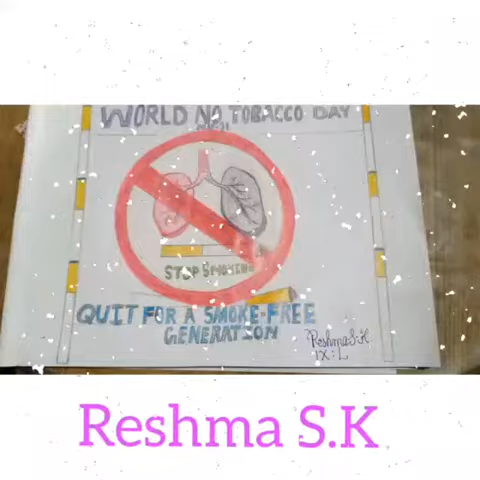 WORLD NO TOBACCO DAY
STOP SMOKING
QUIT FOR A SMOKE-FREE
GENERATION
Reshma S.K
IX:L
Reshma S.K